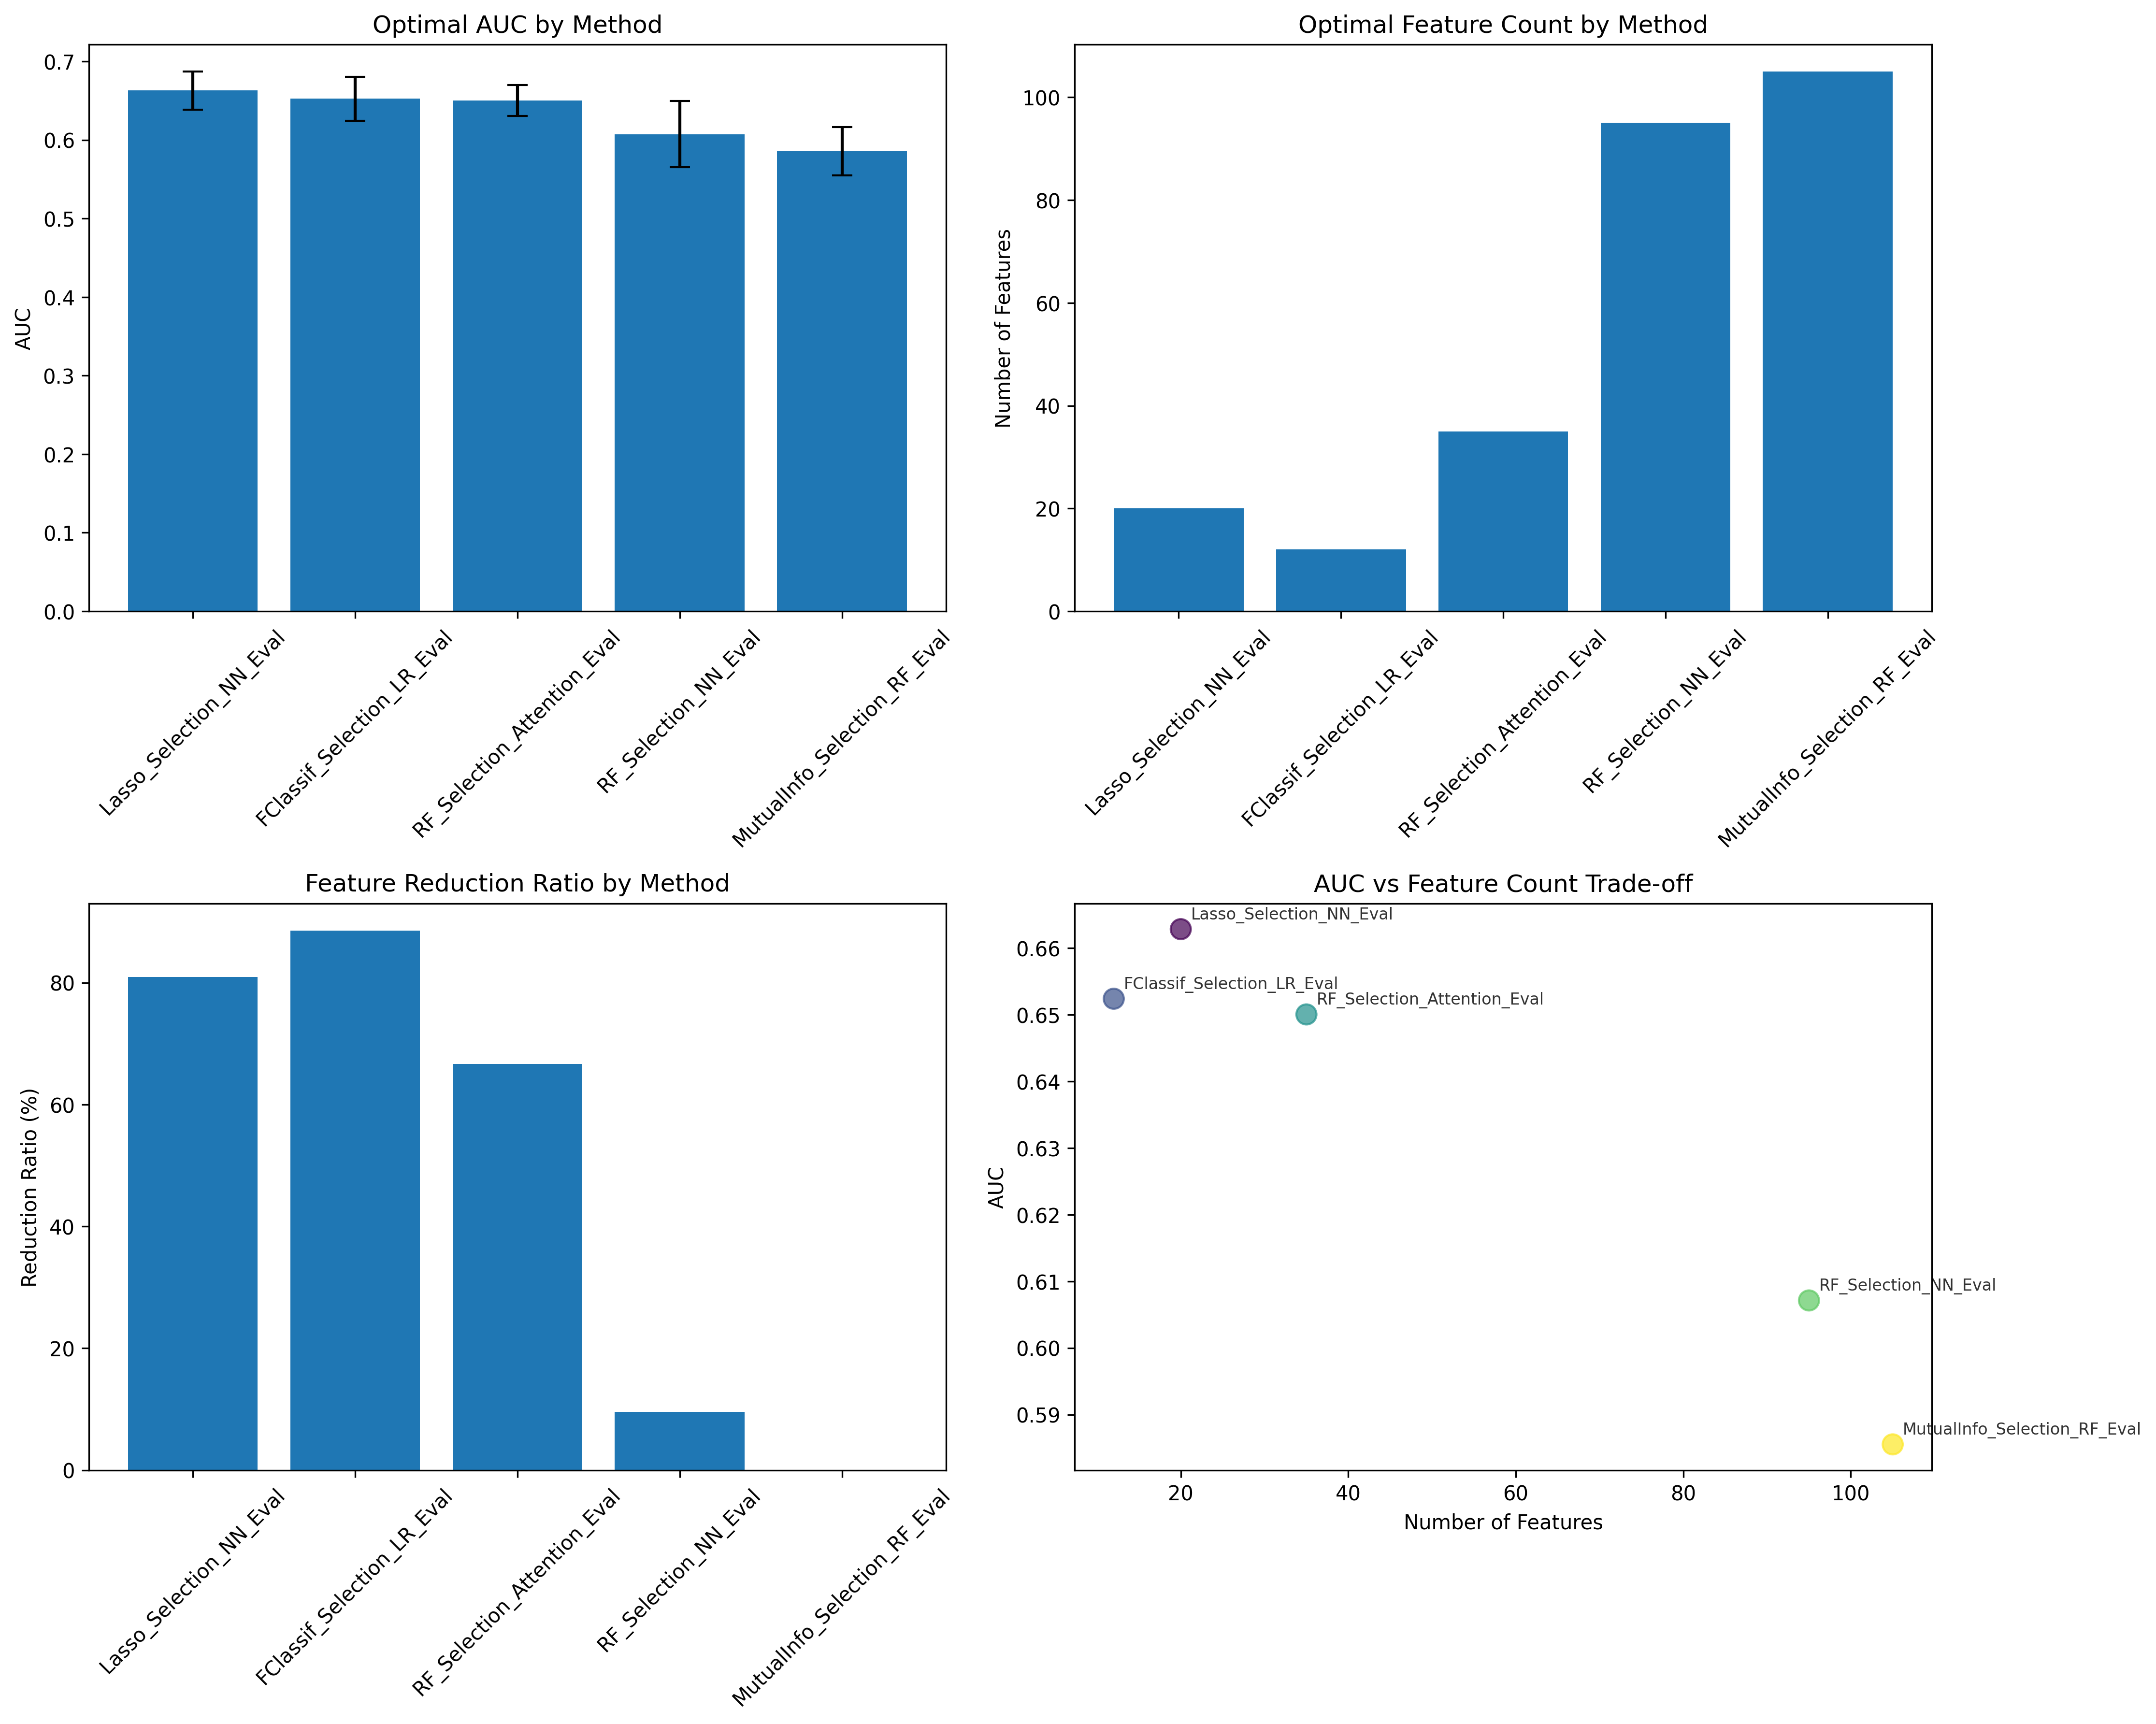 Optimal AUC by Method
AUC
0.7
0.6
0.5
0.4
0.3
0.2
0.1
0.0
Lasso_Selection_NN_Eval
FClassif_Selection_LR_Eval
RF_Selection_Attention_Eval
RF_Selection_NN_Eval
MutualInfo_Selection_RF_Eval
Optimal Feature Count by Method
Number of Features
100
80
60
40
20
0
Lasso_Selection_NN_Eval
FClassif_Selection_LR_Eval
RF_Selection_Attention_Eval
RF_Selection_NN_Eval
MutualInfo_Selection_RF_Eval
Feature Reduction Ratio by Method
Reduction Ratio (%)
80
60
40
20
0
Lasso_Selection_NN_Eval
FClassif_Selection_LR_Eval
RF_Selection_Attention_Eval
RF_Selection_NN_Eval
MutualInfo_Selection_RF_Eval
AUC vs Feature Count Trade-off
AUC
0.66
0.65
0.64
0.63
0.62
0.61
0.60
0.59
Lasso_Selection_NN_Eval
FClassif_Selection_LR_Eval
RF_Selection_Attention_Eval
RF_Selection_NN_Eval
MutualInfo_Selection_RF_Eval
20 40 60 80 100
Number of Features